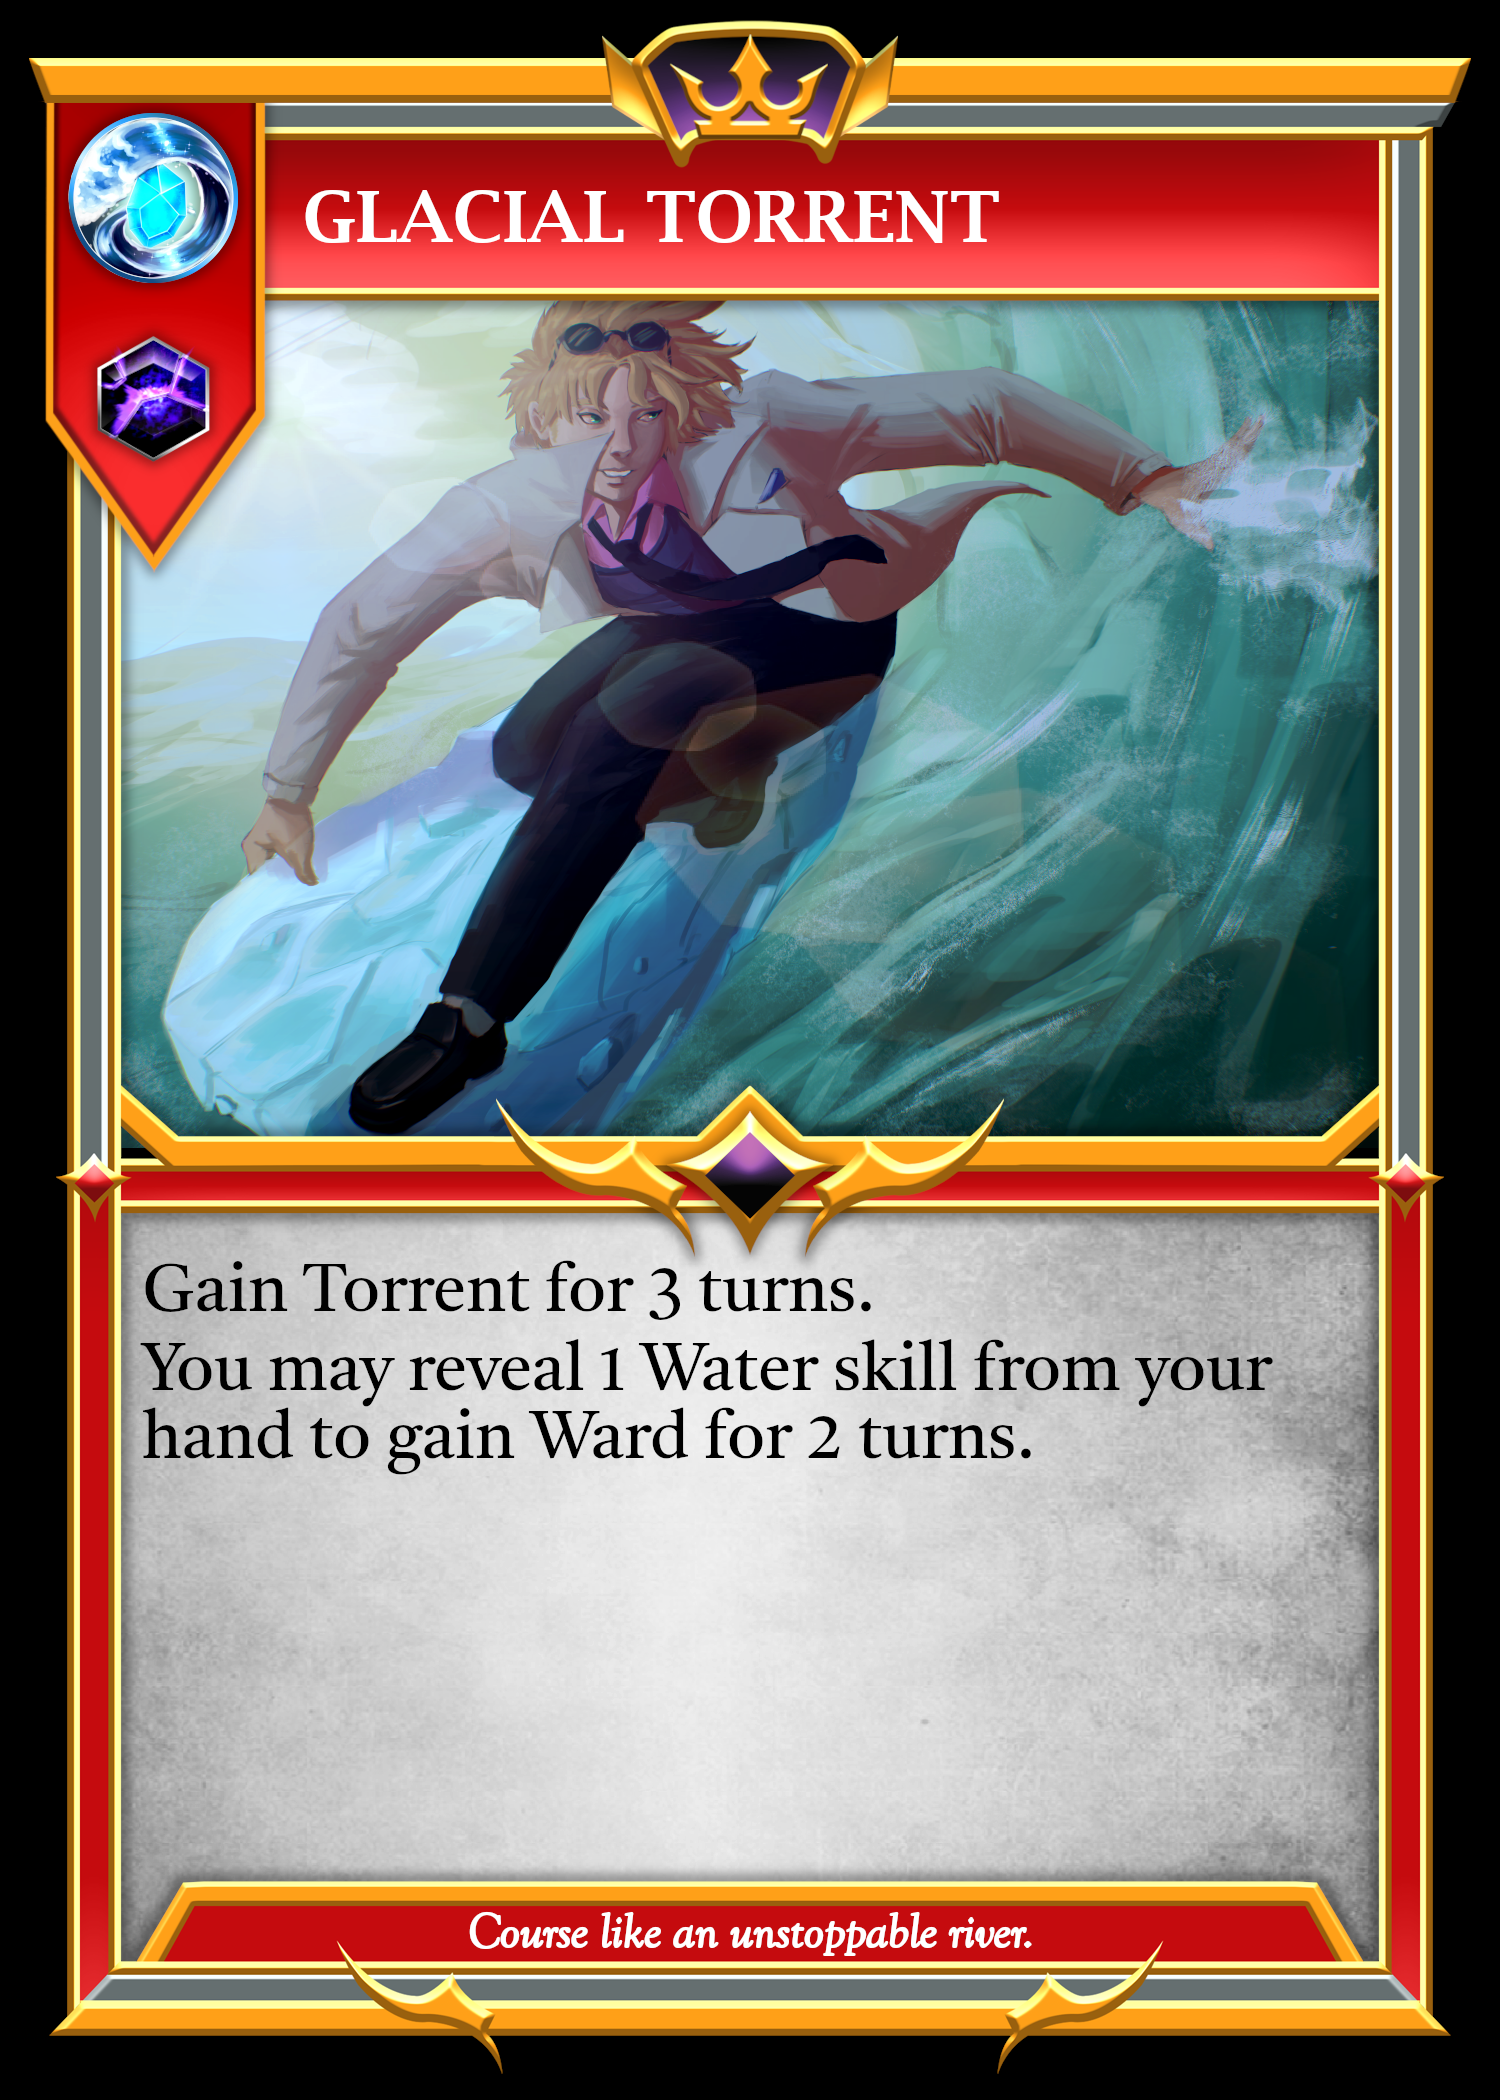 GLACIAL TORRENT
Gain Torrent for 3 turns.
You may reveal 1 Water skill from your
hand to gain Ward for 2 turns.
Course like an unstoppable river.